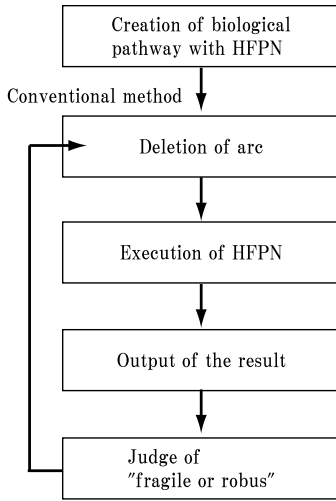 Creation of biological
pathway with HFPN
Conventional method
Deletion of arc
Execution of HFPN
Output of the result
Judge of
"fragile or robus"